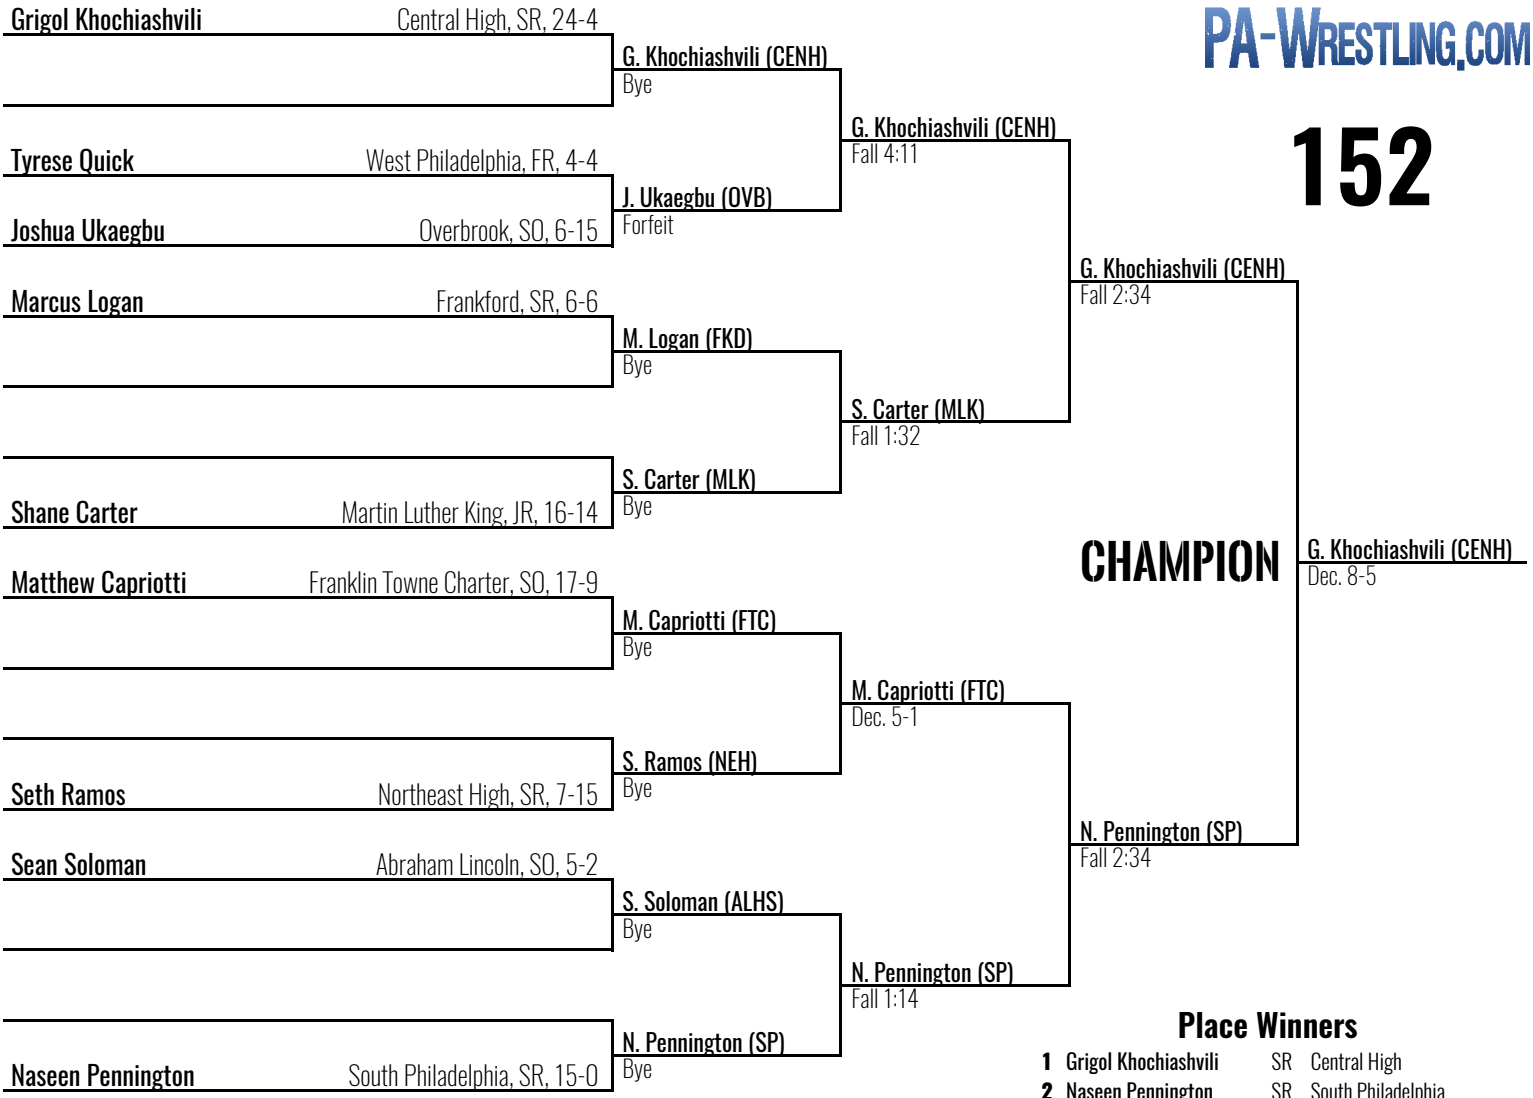 PA-WRESTLING.COM
152
Grigol Khochiashvili Central High, SR, 24-4
G. Khochiashvili (CENH)
Bye
G. Khochiashvili (CENH)
Fall 4:11
Tyrese Quick West Philadelphia, FR, 4-4
J. Ukaegbu (OVB)
Forfeit
Joshua Ukaegbu Overbrook, SO, 6-15
G. Khochiashvili (CENH)
Fall 2:34
Marcus Logan Frankford, SR, 6-6
M. Logan (FKD)
Bye
S. Carter (MLK)
Fall 1:32
S. Carter (MLK)
Bye
Shane Carter Martin Luther King, JR, 16-14
CHAMPION
G. Khochiashvili (CENH)
Dec. 8-5
Matthew Capriotti Franklin Towne Charter, SO, 17-9
M. Capriotti (FTC)
Bye
M. Capriotti (FTC)
Dec. 5-1
S. Ramos (NEH)
Bye
Seth Ramos Northeast High, SR, 7-15
N. Pennington (SP)
Fall 2:34
Sean Soloman Abraham Lincoln, SO, 5-2
S. Soloman (ALHS)
Bye
N. Pennington (SP)
Fall 1:14
N. Pennington (SP)
Bye
Naseen Pennington South Philadelphia, SR, 15-0
Place Winners
1 Grigol Khochiashvili SR Central High
2 Naseen Pennington SR South Philadelphia